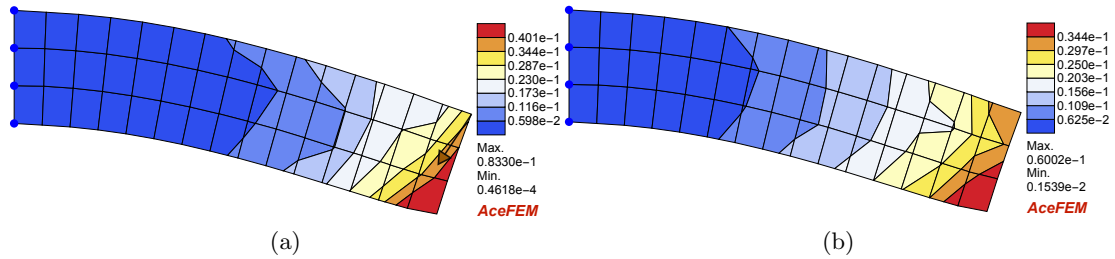 0.401e-1
0.344e-1
0.287e-1
0.230e-1
0.173e-1
0.116e-1
0.598e-2
Max.
0.8330e-1
Min.
0.4618e-4
AceFEM
(a)
0.344e-1
0.297e-1
0.250e-1
0.203e-1
0.156e-1
0.109e-1
0.625e-2
Max.
0.6002e-1
Min.
0.1539e-2
AceFEM
(b)